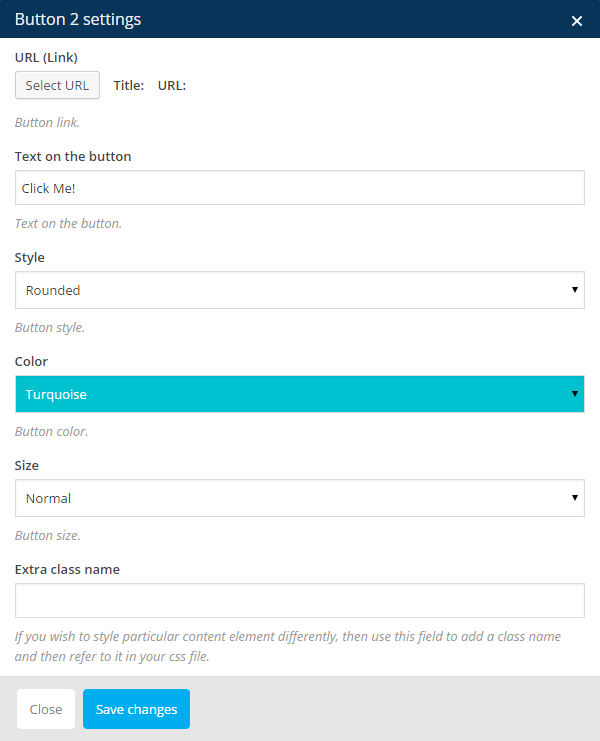 Button 2 settings ×
URL (Link)
Select URL Title: URL:
Button link.
Text on the button
Click Me!
Text on the button.
Style
Rounded
Button style.
Color
Turquoise
Button color.
Size
Normal
Button size.
Extra class name
If you wish to style particular content element differently, then use this field to add a class name
and then refer to it in your css file.
Close Save changes